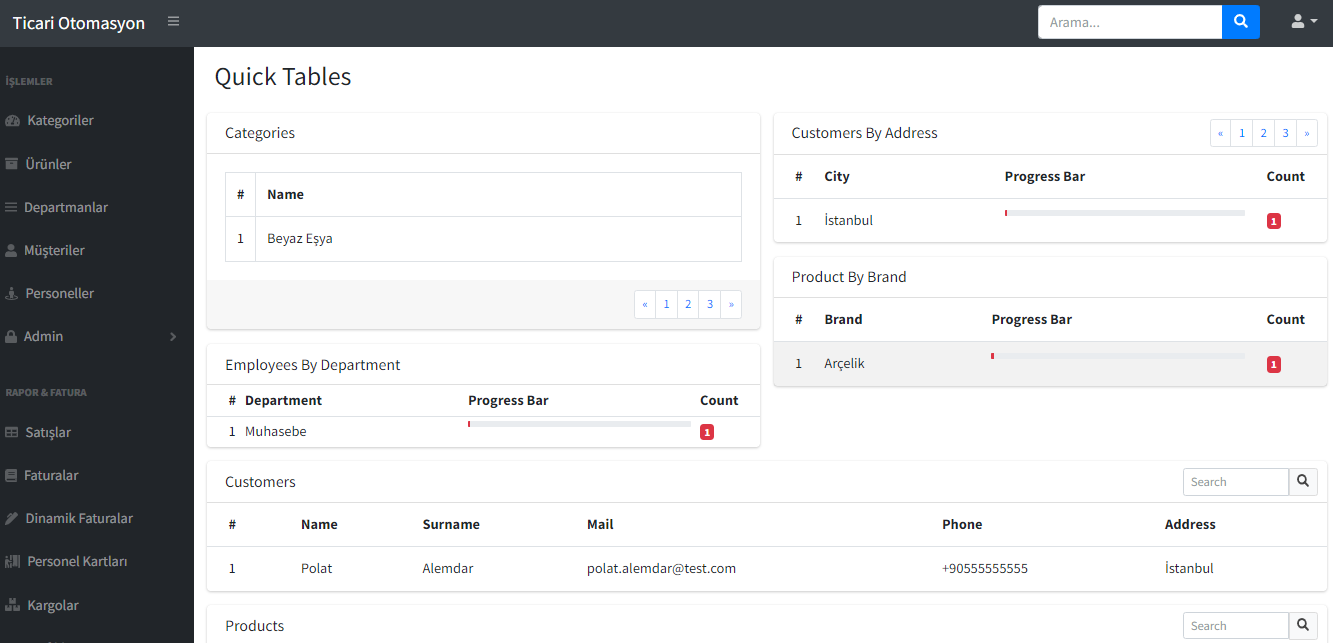 Ticari Otomasyon
Arama...
İŞLEMLER
Kategoriler
Ürünler
Departmanlar
Müşteriler
Personeller
Admin
RAPOR & FATURA
Satışlar
Faturalar
Dinamik Faturalar
Personel Kartları
Kargolar
Quick Tables
Categories
# Name
1 Beyaz Eşya
« 1 2 3 »
Customers By Address
« 1 2 3 »
# City Progress Bar Count
1 İstanbul 1
Product By Brand
# Brand Progress Bar Count
1 Arçelik 1
Employees By Department
# Department Progress Bar Count
1 Muhasebe 1
Customers
Search
# Name Surname Mail Phone Address
1 Polat Alemdar polat.alemdar@test.com +90555555555 İstanbul
Products
Search